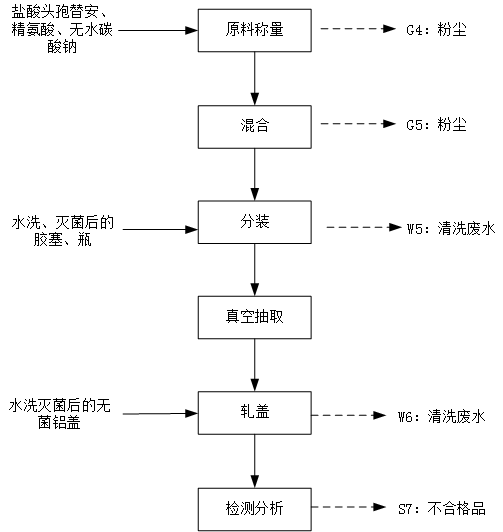 盐酸头孢替安、
精氨酸、无水碳
酸钠
原料称量
G4：粉尘
混合
G5：粉尘
水洗、灭菌后的
胶塞、瓶
分装
W5：清洗废水
真空抽取
水洗灭菌后的无
菌铝盖
轧盖
W6：清洗废水
检测分析
S7：不合格品